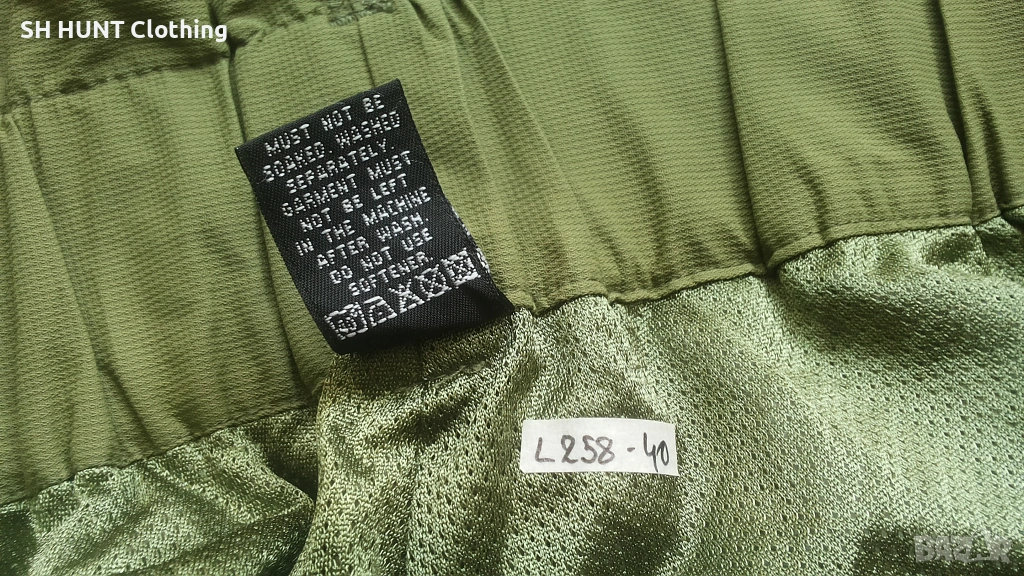 SH HUNT Clothing
MUST NOT BE
SOAKED WASHED
SEPARATELY
GARMENT MUST
NOT BE LEFT
IN THE MACHINE
AFTER WASH
DO NOT USE
SOFTENER
L258-40